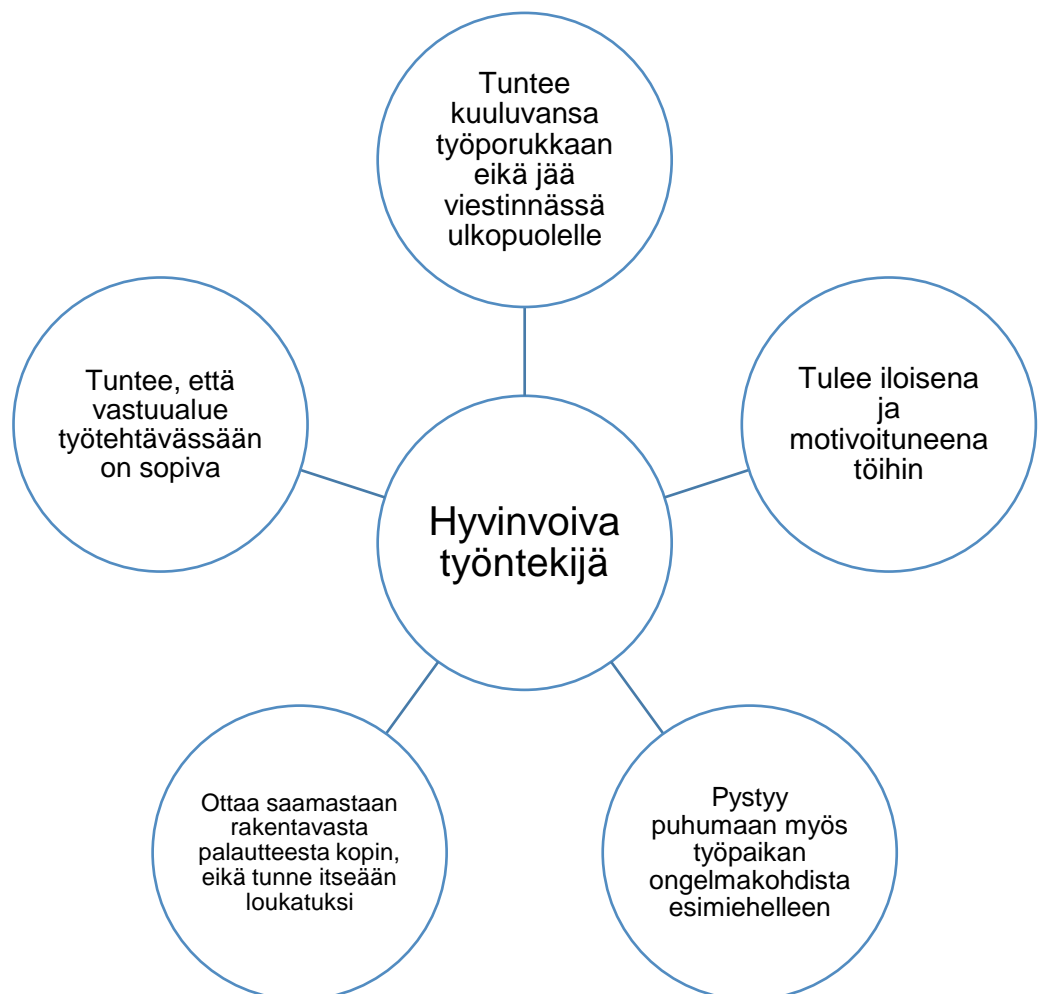 Tuntee
kuuluvansa
työporukkaan
eikä jää
viestinnässä
ulkopuolelle
Tulee iloisena
ja
motivoituneena
töihin
Pystyy
puhumaan myös
työpaikan
ongelmakohdista
esimiehelleen
Ottaa saamastaan
rakentavasta
palautteesta kopin,
eikä tunne itseään
loukatuksi
Tuntee, että
vastuualue
työtehtävässään
on sopiva
Hyvinvoiva
työntekijä